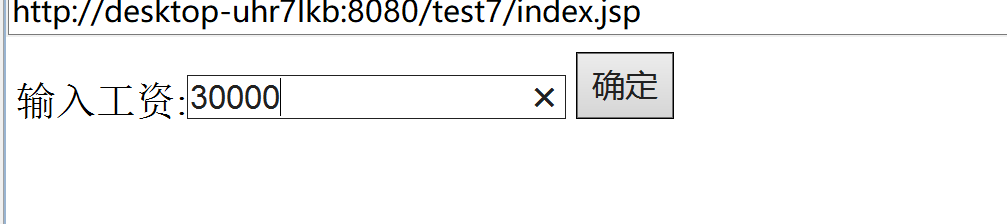 http://desktop-uhr7lkb:8080/test7/index.jsp
输入工资:30000 × 确定